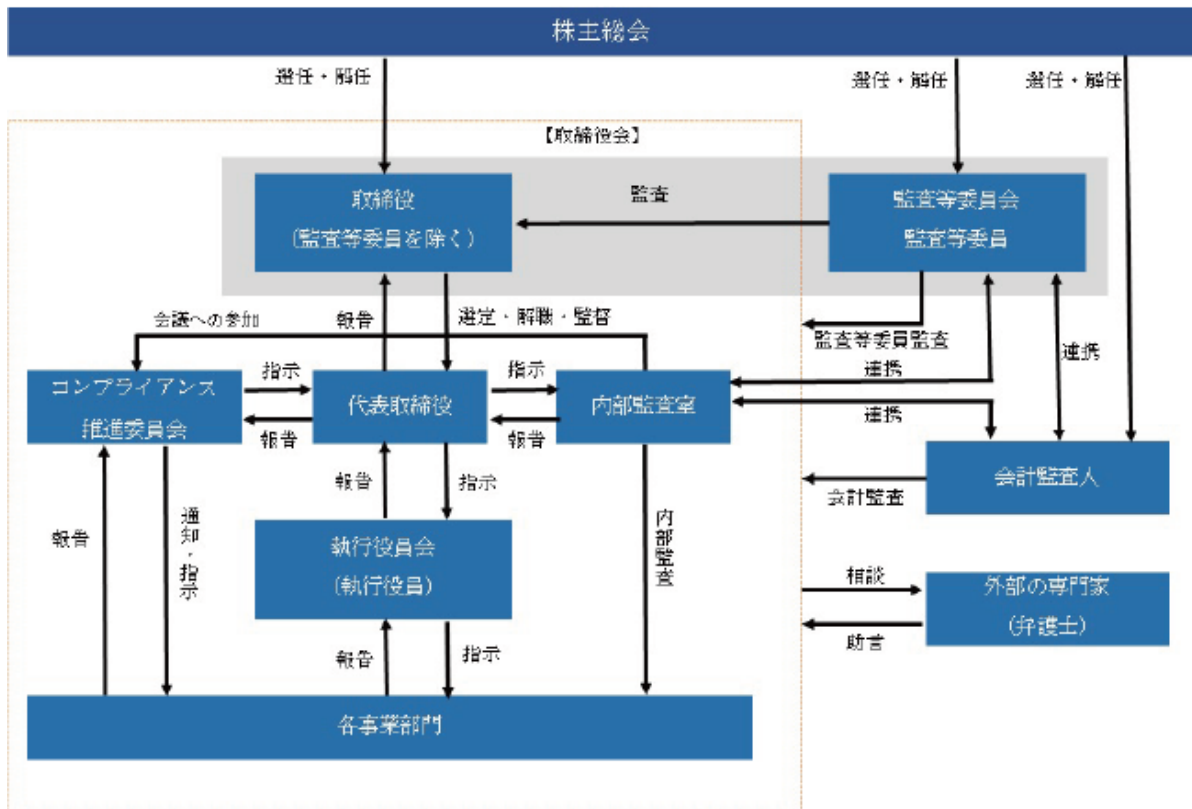 株主総会
選任・解任
選任・解任
選任・解任
【取締役会】
取締役
(監査等委員を除く)
監査
監査等委員会
監査等委員
会議への参加
報告
選定・解職・監督
監査等委員監査
連携
連携
連携
コンプライアンス
推進委員会
指示
報告
代表取締役
指示
報告
内部監査室
会計監査人
会計監査
報告
通知・指示
報告
指示
内部監査
執行役員会
(執行役員)
相談
助言
外部の専門家
(弁護士)
報告
指示
各事業部門